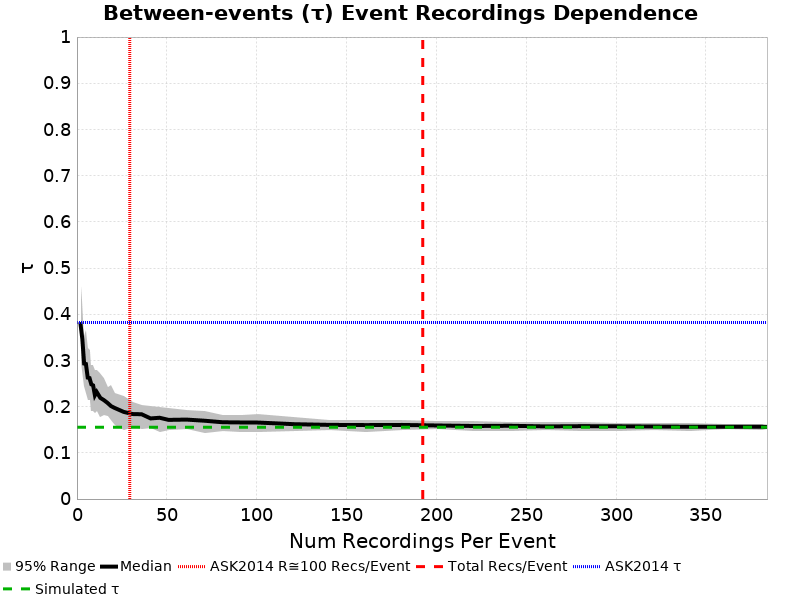 Between-events (τ) Event Recordings Dependence
1
0.9
0.8
0.7
0.6
0.5
0.4
0.3
0.2
0.1
0
τ
0 50 100 150 200 250 300 350
Num Recordings Per Event
95% Range Median ASK2014 R≅100 Recs/Event Total Recs/Event ASK2014 τ
Simulated τ